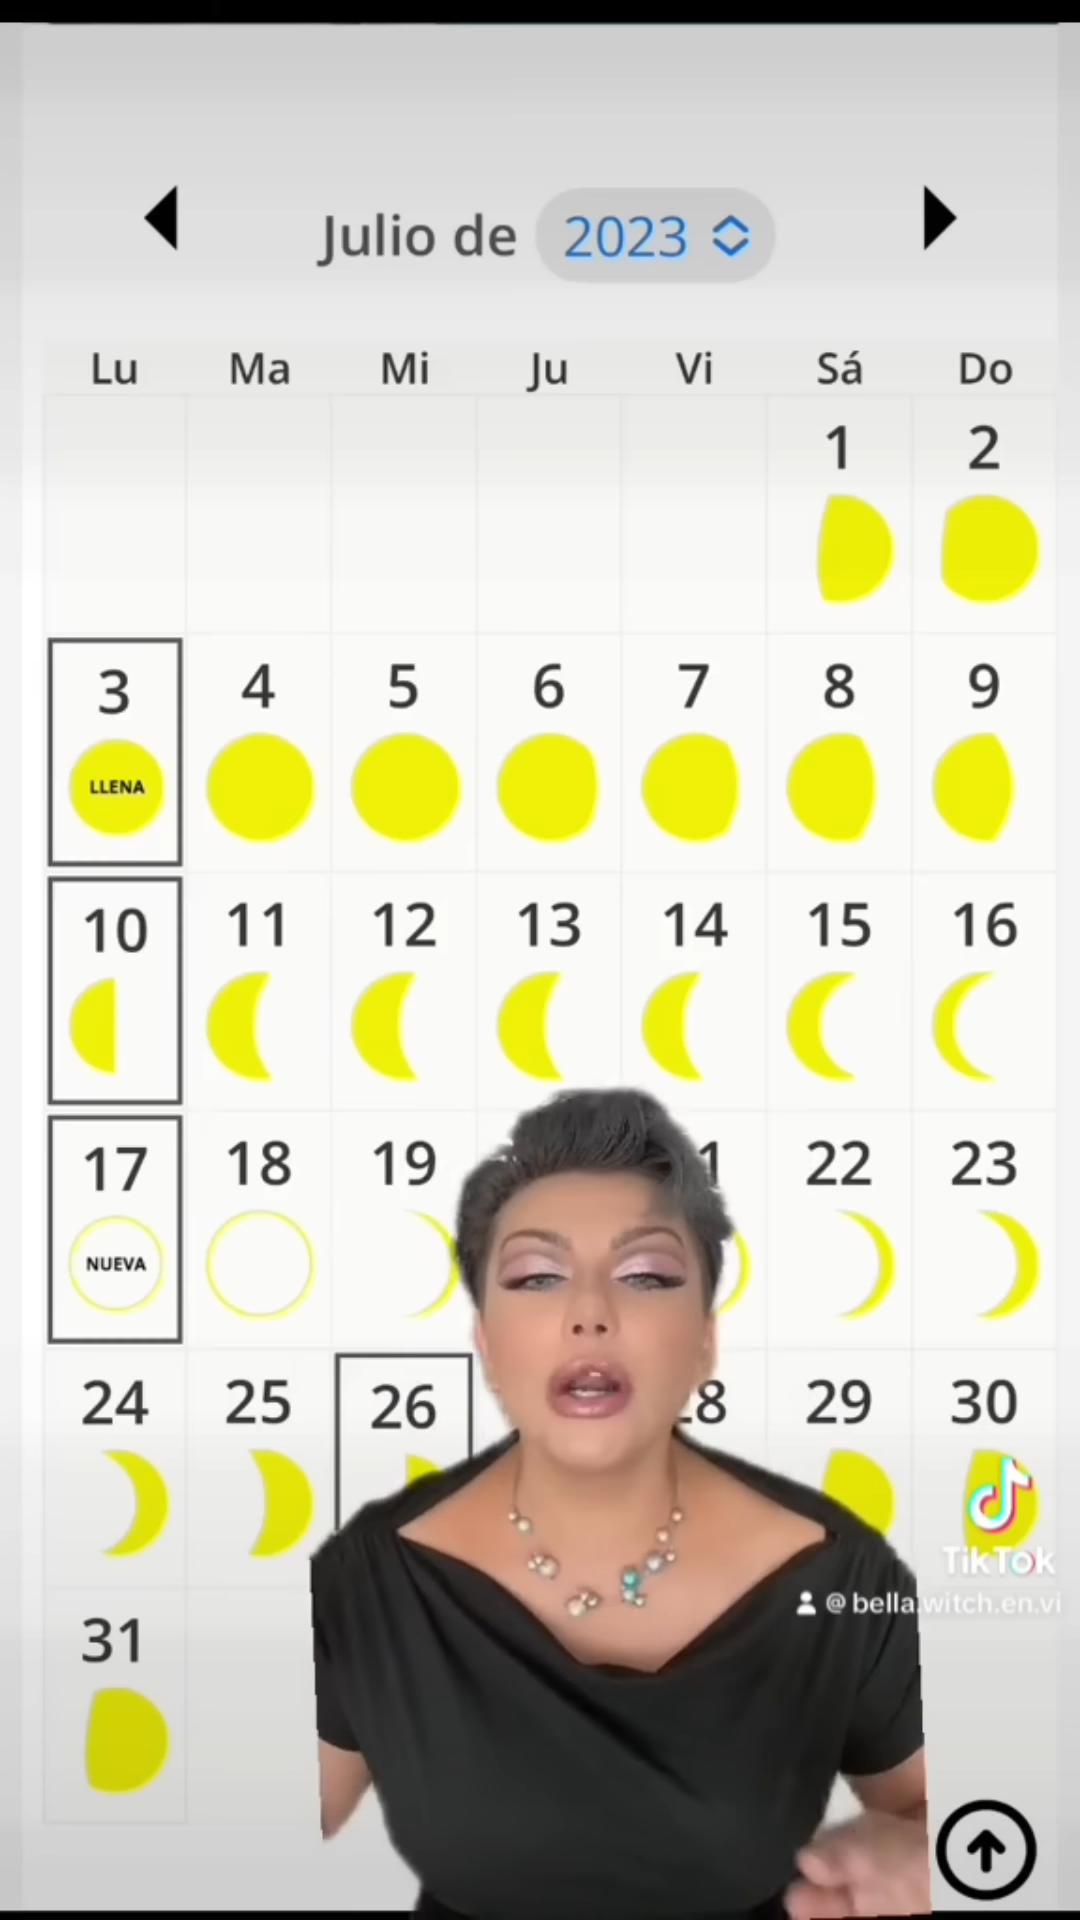 Julio de 2023
Lu Ma Mi Ju Vi Sá Do
1 2
3 4 5 6 7 8 9
LLENA
10 11 12 13 14 15 16
17 18 19 22 23
NUEVA
24 25 26 29 30
TikTok
@bella.witch.en.vi
31